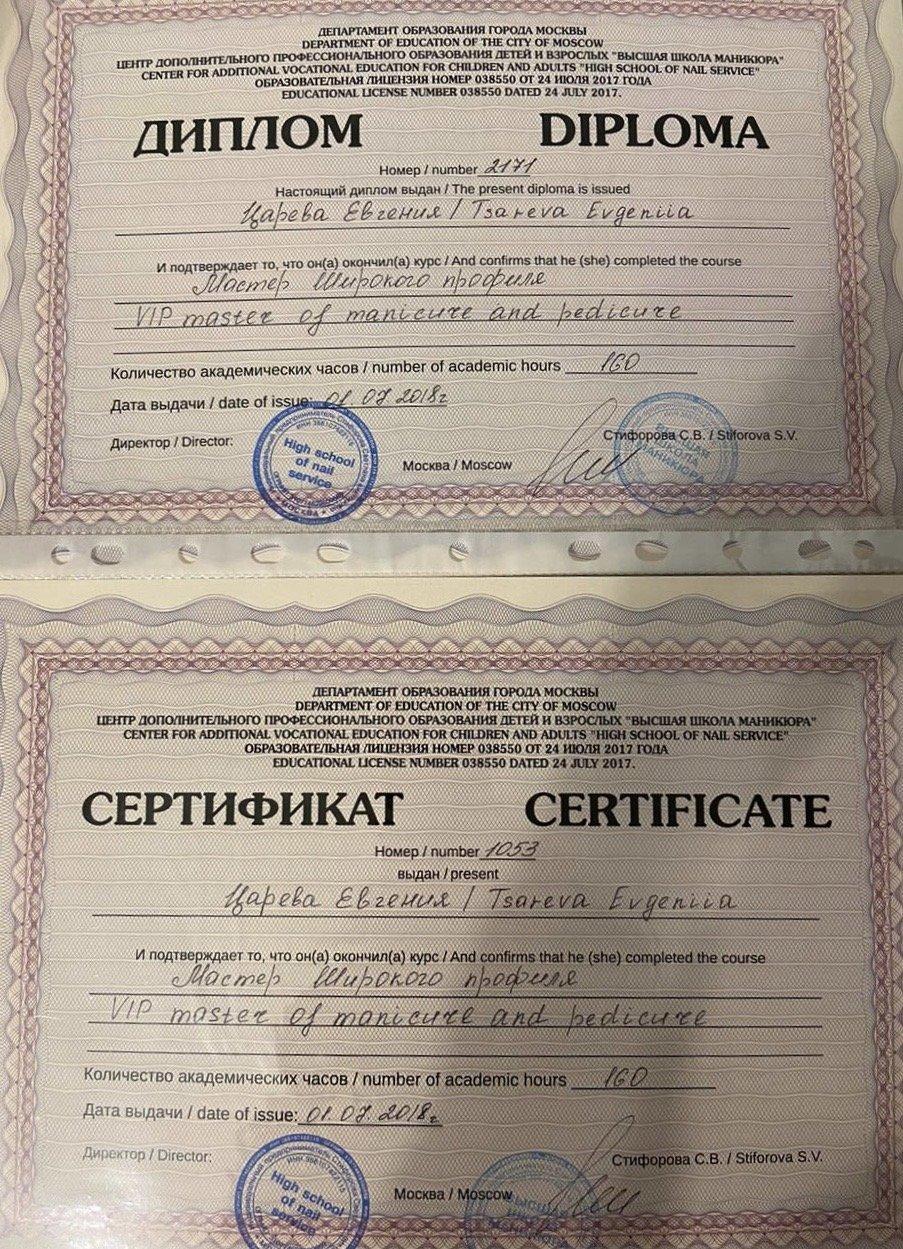 ДЕПАРТАМЕНТ ОБРАЗОВАНИЯ ГОРОДА МОСКВЫ
DEPARTMENT OF EDUCATION OF THE CITY OF MOSCOW
ЦЕНТР ДОПОЛНИТЕЛЬНОГО ПРОФЕССИОНАЛЬНОГО ОБРАЗОВАНИЯ ДЕТЕЙ И ВЗРОСЛЫХ "ВЫСШАЯ ШКОЛА МАНИКЮРА"
CENTER FOR ADDITIONAL VOCATIONAL EDUCATION FOR CHILDREN AND ADULTS "HIGH SCHOOL OF NAIL SERVICE"
ОБРАЗОВАТЕЛЬНАЯ ЛИЦЕНЗИЯ НОМЕР 038550 ОТ 24 ИЮЛЯ 2017 ГОДА
EDUCATIONAL LICENSE NUMBER 038550 DATED 24 JULY 2017.
ДИПЛОМ DIPLOMA
Номер / number 2171
Настоящий диплом выдан / The present diploma is issued
Царева Евгения / Tsareva Evgeniia
И подтверждает то, что он(а) окончил(а) курс / And confirms that he (she) completed the course
Мастер Широкого профиля
VIP master of manicure and pedicure
Количество академических часов / number of academic hours 160
Дата выдачи / date of issue: 01.07.2018г
Директор / Director: Стифорова С.В. / Stiforova S.V.
High school
of nail
service
Москва / Moscow
ВЫСШАЯ
ШКОЛА
МАНИКЮРА
ДЕПАРТАМЕНТ ОБРАЗОВАНИЯ ГОРОДА МОСКВЫ
DEPARTMENT OF EDUCATION OF THE CITY OF MOSCOW
ЦЕНТР ДОПОЛНИТЕЛЬНОГО ПРОФЕССИОНАЛЬНОГО ОБРАЗОВАНИЯ ДЕТЕЙ И ВЗРОСЛЫХ "ВЫСШАЯ ШКОЛА МАНИКЮРА"
CENTER FOR ADDITIONAL VOCATIONAL EDUCATION FOR CHILDREN AND ADULTS "HIGH SCHOOL OF NAIL SERVICE"
ОБРАЗОВАТЕЛЬНАЯ ЛИЦЕНЗИЯ НОМЕР 038550 ОТ 24 ИЮЛЯ 2017 ГОДА
EDUCATIONAL LICENSE NUMBER 038550 DATED 24 JULY 2017.
СЕРТИФИКАТ CERTIFICATE
Номер / number 1053
выдан / present
Царева Евгения / Tsareva Evgeniia
И подтверждает то, что он(а) окончил(а) курс / And confirms that he (she) completed the course
Мастер Широкого профиля
VIP master of manicure and pedicure
Количество академических часов / number of academic hours 160
Дата выдачи / date of issue: 01.07.2018г.
Директор / Director: Стифорова С.В. / Stiforova S.V.
High school
of nail
service
Москва / Moscow